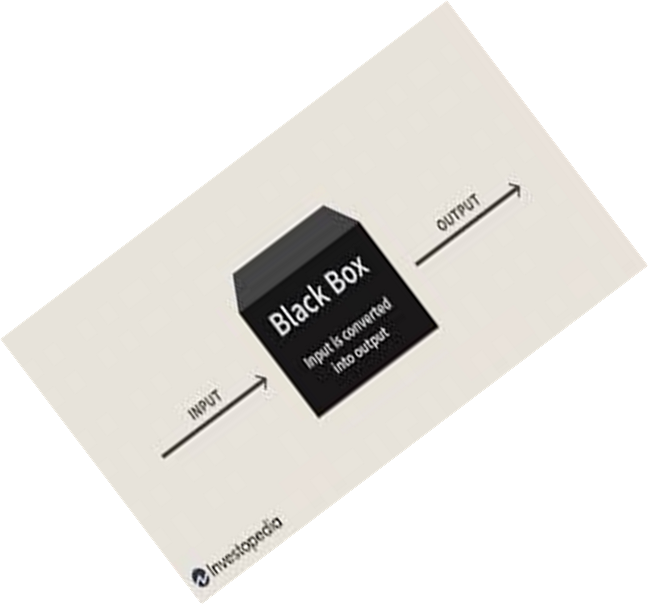 OUTPUT
Black Box
Input is converted
into output
INPUT
Investopedia